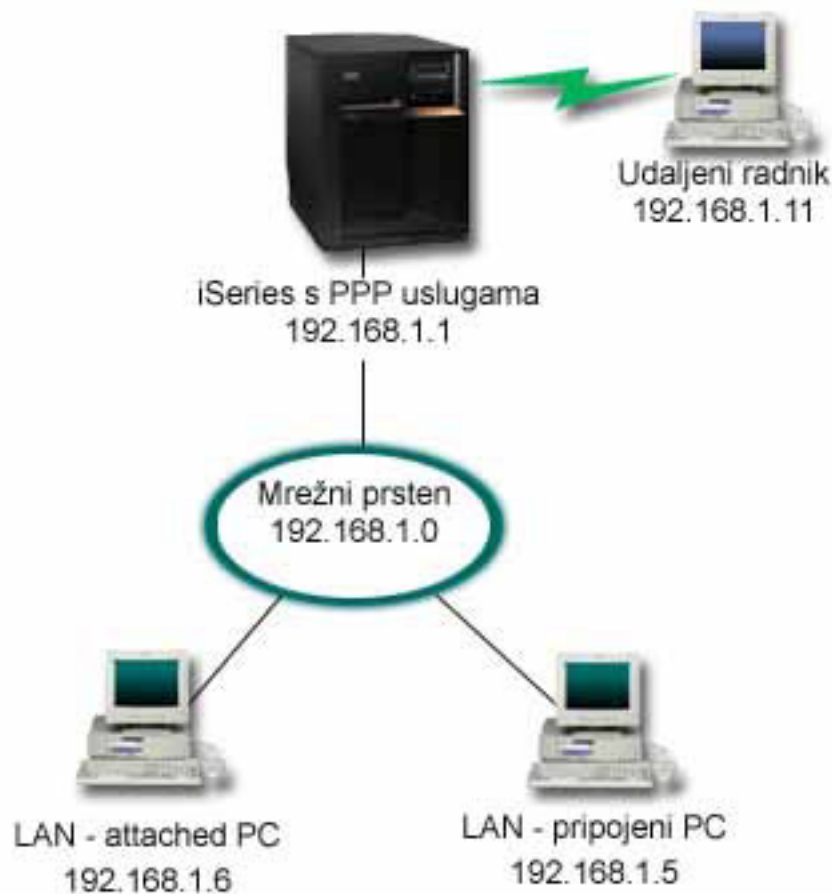 Udaljeni radnik
192.168.1.11
iSeries s PPP uslugama
192.168.1.1
Mrežni prsten
192.168.1.0
LAN - attached PC
192.168.1.6
LAN - pripojeni PC
192.168.1.5